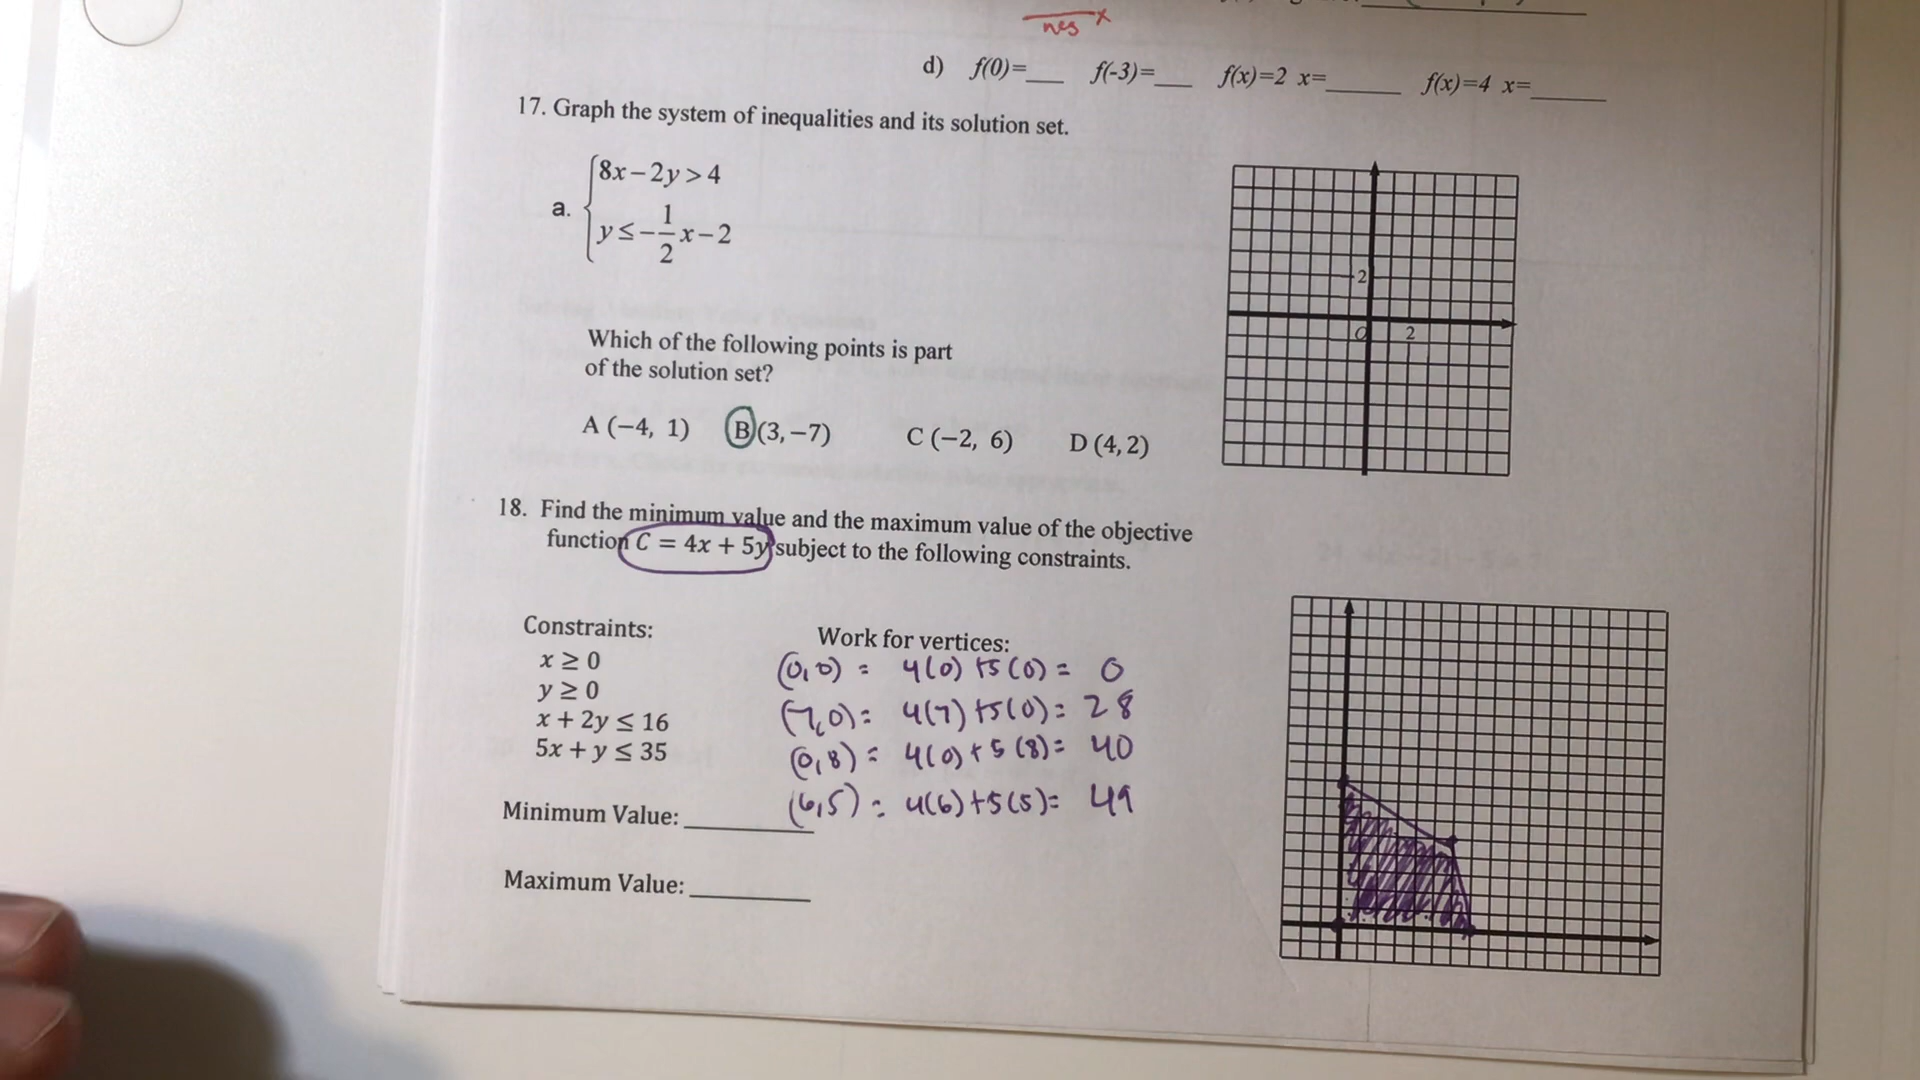 nes x
d) f(0)=___ f(-3)=___ f(x)=2 x=______ f(x)=4 x=______
17. Graph the system of inequalities and its solution set.
8x−2y>4
a.
y≤−1/2x−2
2
O 2
Which of the following points is part
of the solution set?
A (−4, 1) B (3,−7) C (−2, 6) D (4,2)
18. Find the minimum value and the maximum value of the objective
function C = 4x + 5y subject to the following constraints.
Constraints:
x ≥ 0
y ≥ 0
x + 2y ≤ 16
5x + y ≤ 35
Work for vertices:
(0,0) = 4(0)+5(0) = 0
(7,0) = 4(7)+5(0) = 28
(0,8) = 4(0)+5(8) = 40
(6,5) = 4(6)+5(5) = 49
Minimum Value: __________
Maximum Value: __________